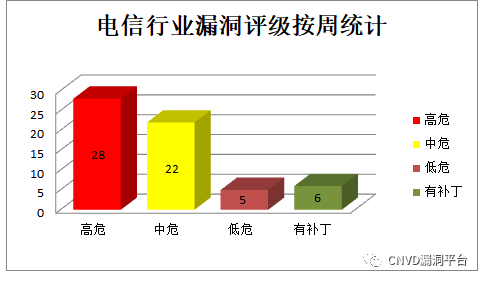 电信行业漏洞评级按周统计
30
25
20
15
10
5
0
28
22
5
6
高危
中危
低危
有补丁
高危
中危
低危
有补丁
CNVD漏洞平台